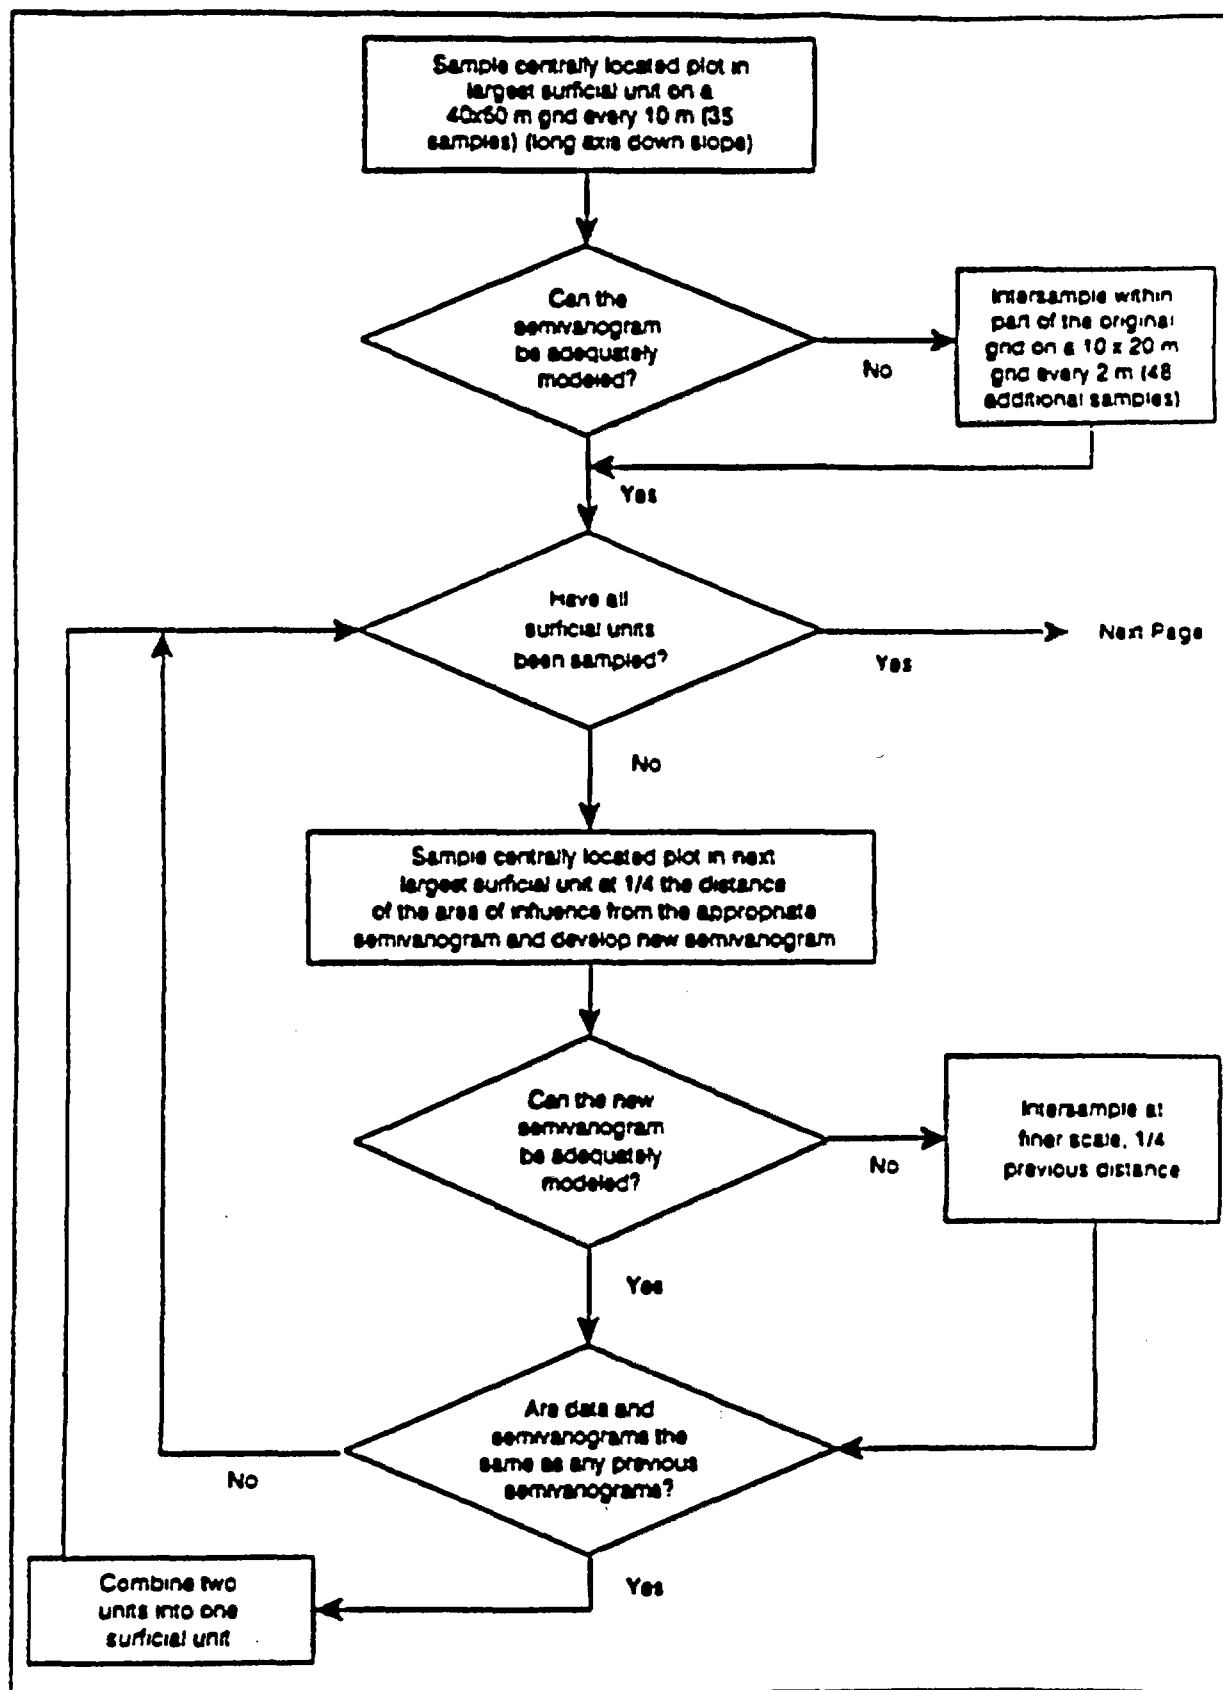 Sample centrally located plot in
largest surficial unit on a
40x60 m grid every 10 m (35
samples) (long axis down slope)
Can the
semivariogram
be adequately
modeled?
No
Intersample within
part of the original
grid on a 10 x 20 m
grid every 2 m (48
additional samples)
Yes
Have all
surficial units
been sampled?
Yes
Next Page
No
Sample centrally located plot in next
largest surficial unit at 1/4 the distance
of the area of influence from the appropriate
semivariogram and develop new semivariogram
Can the new
semivariogram
be adequately
modeled?
No
Intersample at
finer scale, 1/4
previous distance
Yes
Are data and
semivariograms the
same as any previous
semivariograms?
No
Yes
Combine two
units into one
surficial unit